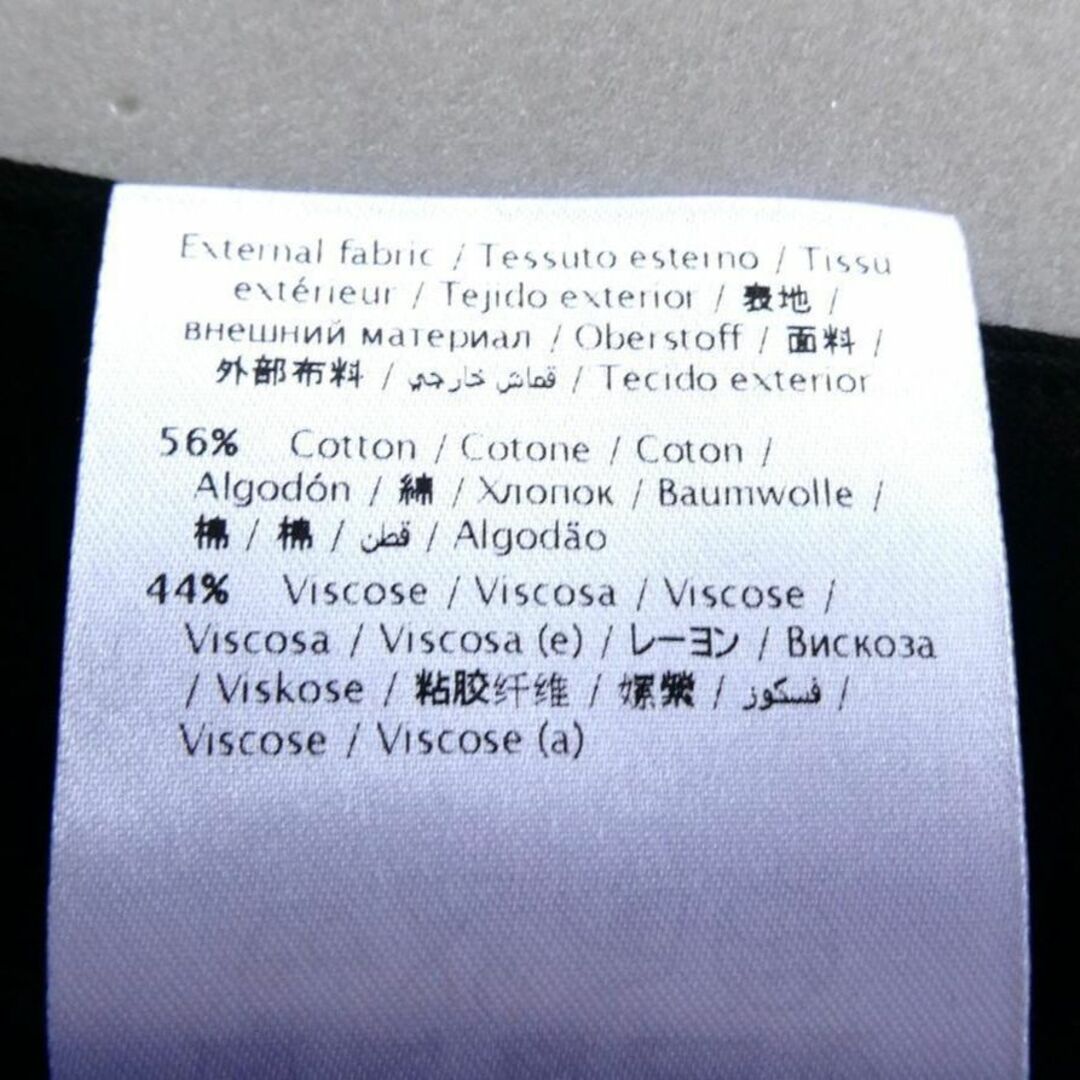 External fabric / Tessuto esterno / Tissu
extérieur / Tejido exterior / 表地 /
внешний материал / Oberstoff / 面料 /
外部布料 / قماش خارجي / Tecido exterior
56% Cotton / Cotone / Coton /
Algodón / 綿 / Хлопок / Baumwolle /
棉 / 棉 / قطن / Algodão
44% Viscose / Viscosa / Viscose /
Viscosa / Viscosa (e) / レーヨン / Вискоза
/ Viskose / 粘胶纤维 / 嫘縈 / فسكوز /
Viscose / Viscose (a)